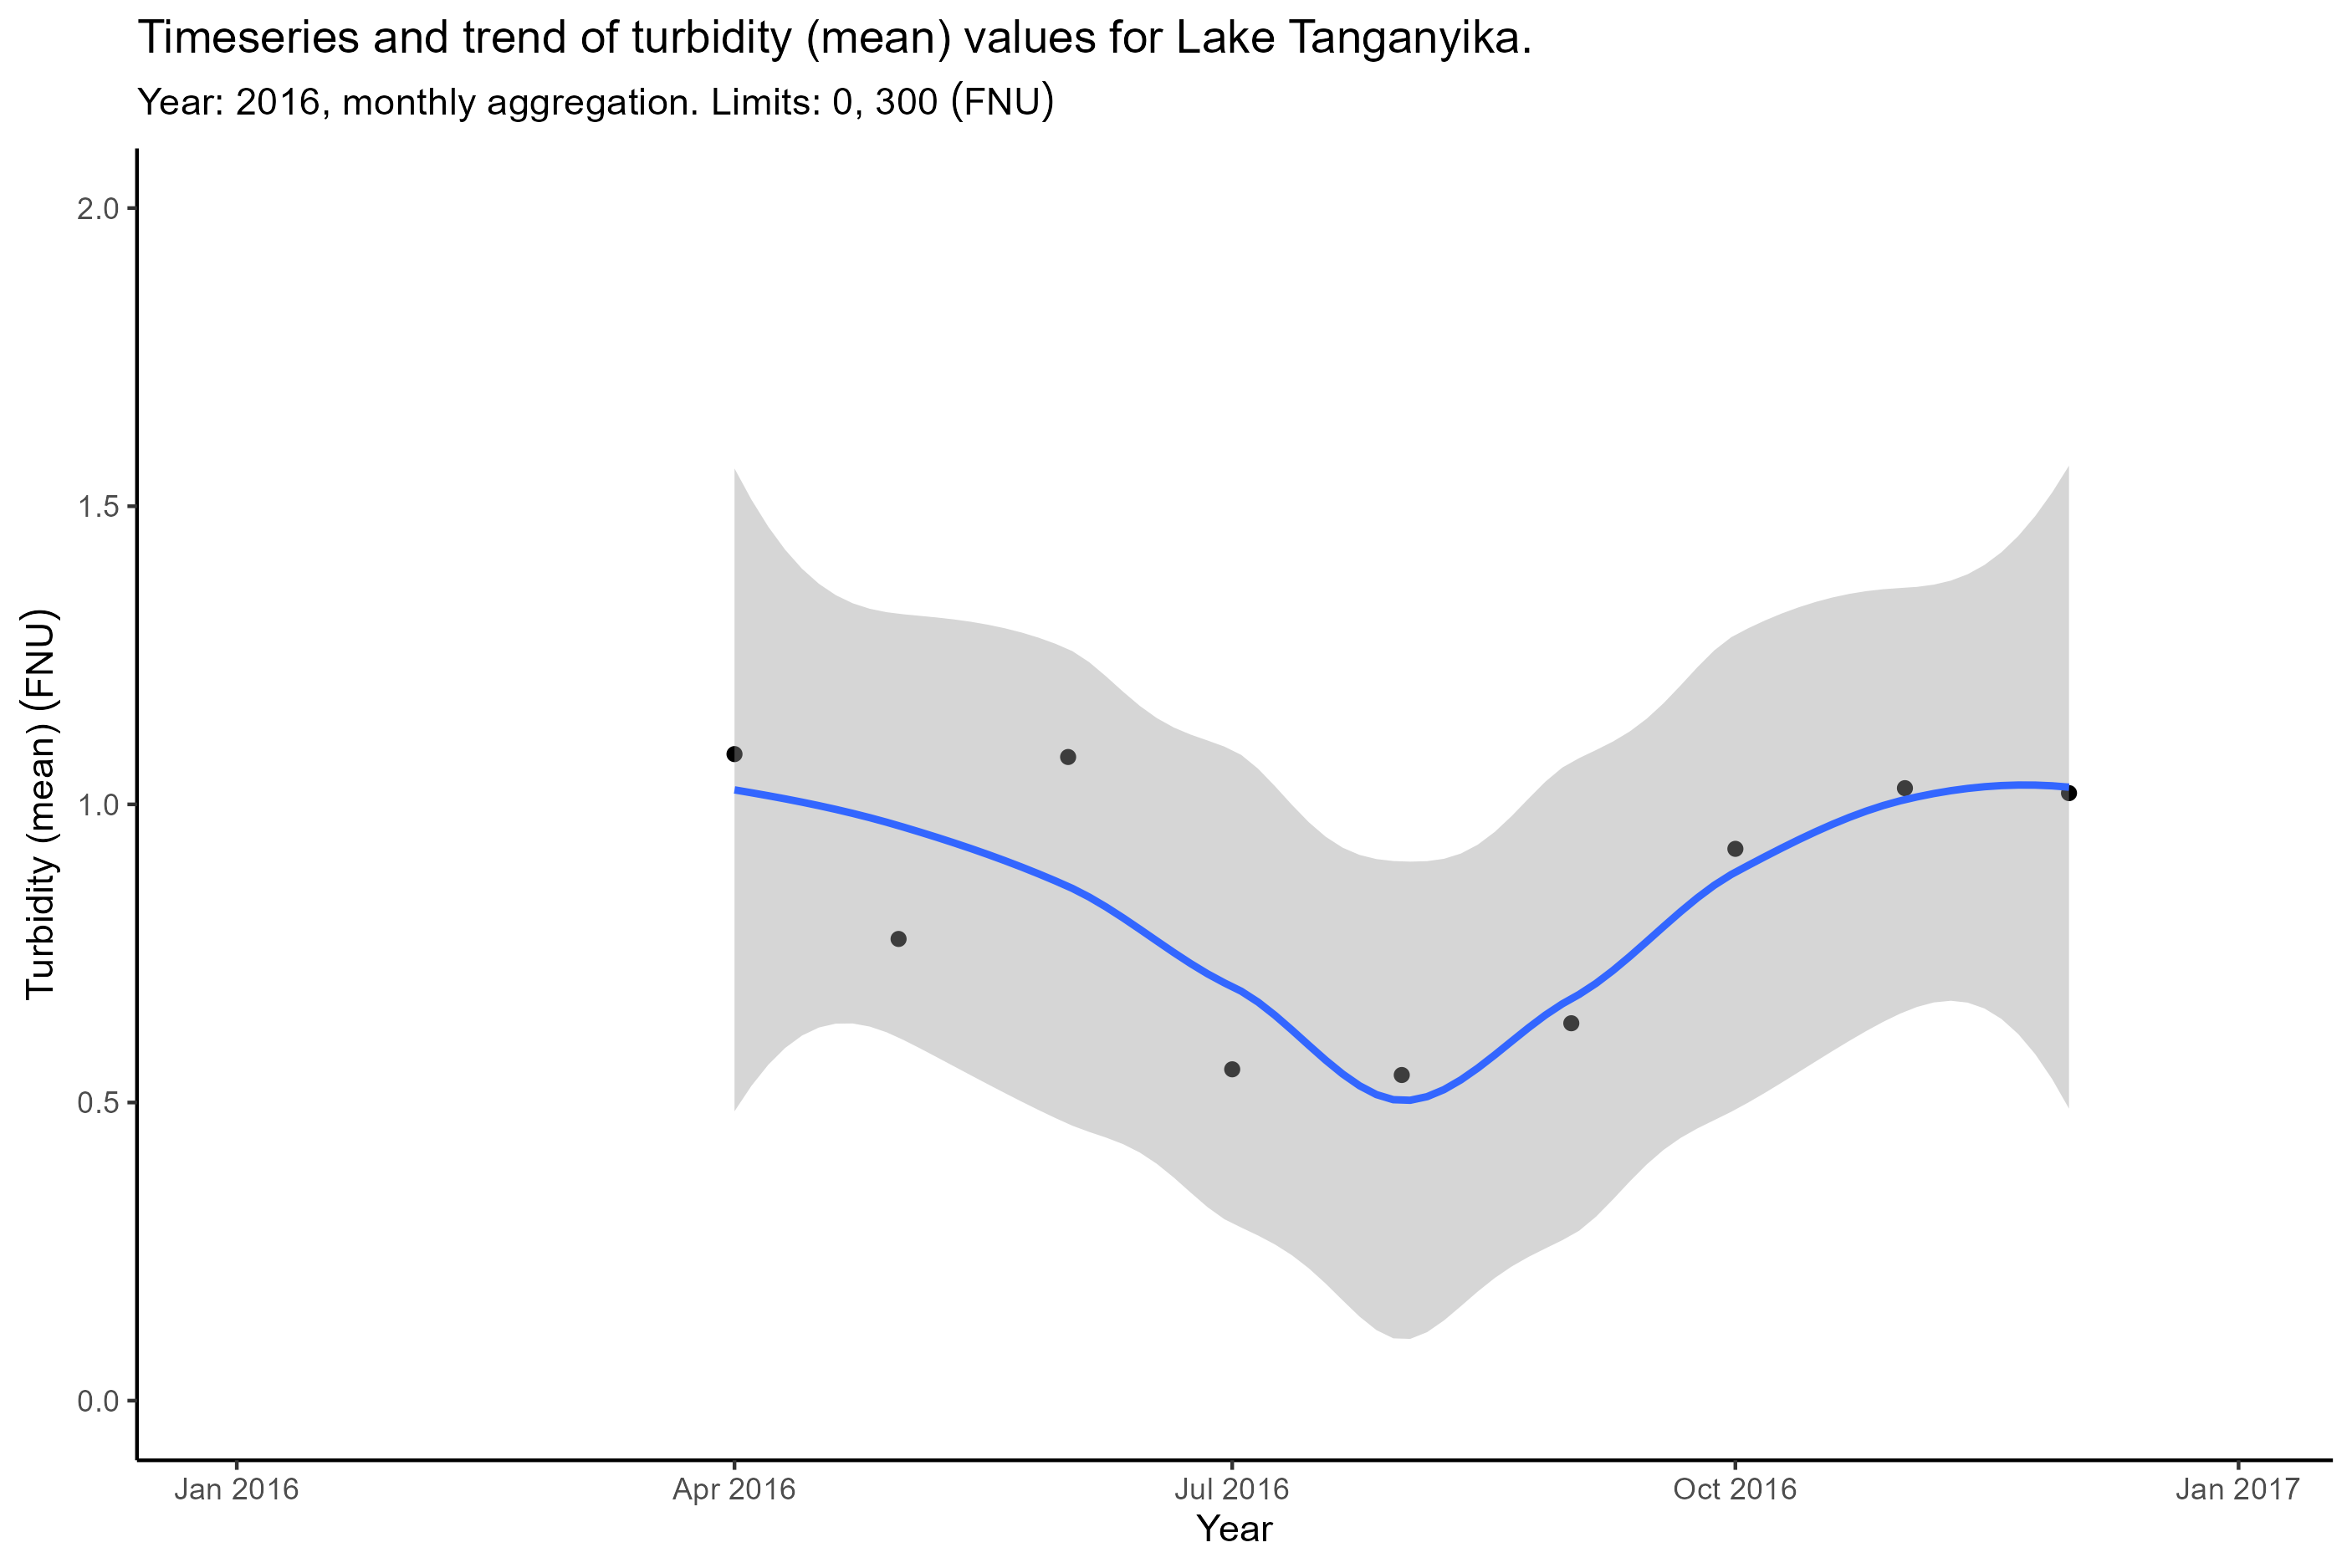 Timeseries and trend of turbidity (mean) values for Lake Tanganyika.
Year: 2016, monthly aggregation. Limits: 0, 300 (FNU)
Turbidity (mean) (FNU)
2.0
1.5
1.0
0.5
0.0
Jan 2016
Apr 2016
Jul 2016
Oct 2016
Jan 2017
Year